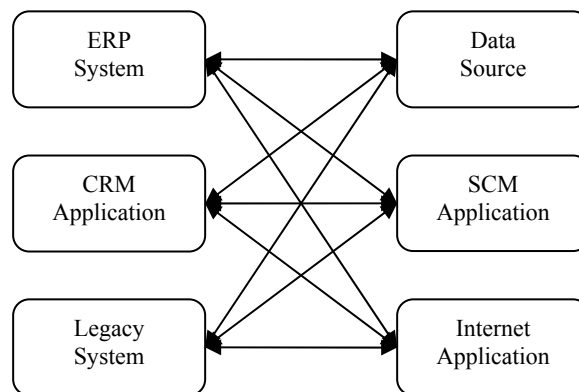 ERP
System
Data
Source
CRM
Application
SCM
Application
Legacy
System
Internet
Application